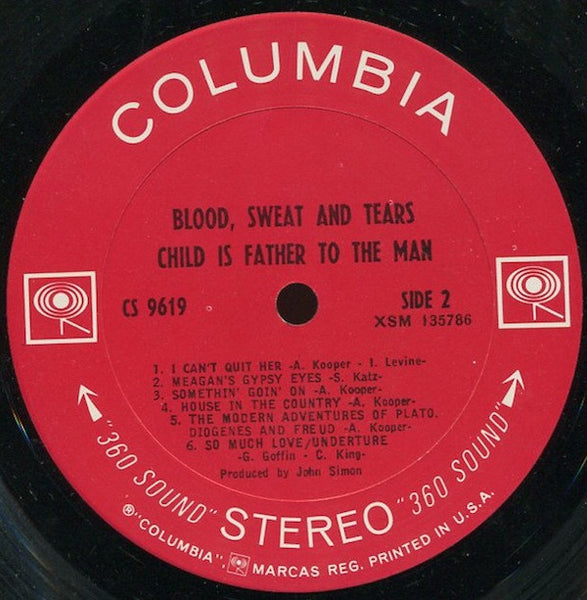 COLUMBIA
BLOOD, SWEAT AND TEARS
CHILD IS FATHER TO THE MAN
CS 9619
SIDE 2
XSM 135786
1. I CAN'T QUIT HER -A. Kooper - I. Levine-
2. MEAGAN'S GYPSY EYES -S. Katz-
3. SOMETHIN' GOIN' ON -A. Kooper-
4. HOUSE IN THE COUNTRY -A. Kooper-
5. THE MODERN ADVENTURES OF PLATO,
DIOGENES AND FREUD -A. Kooper-
6. SO MUCH LOVE/UNDERTURE
-G. Goffin - C. King-
Produced by John Simon
"360 SOUND" STEREO "360 SOUND"
®"COLUMBIA", MARCAS REG. PRINTED IN U.S.A.